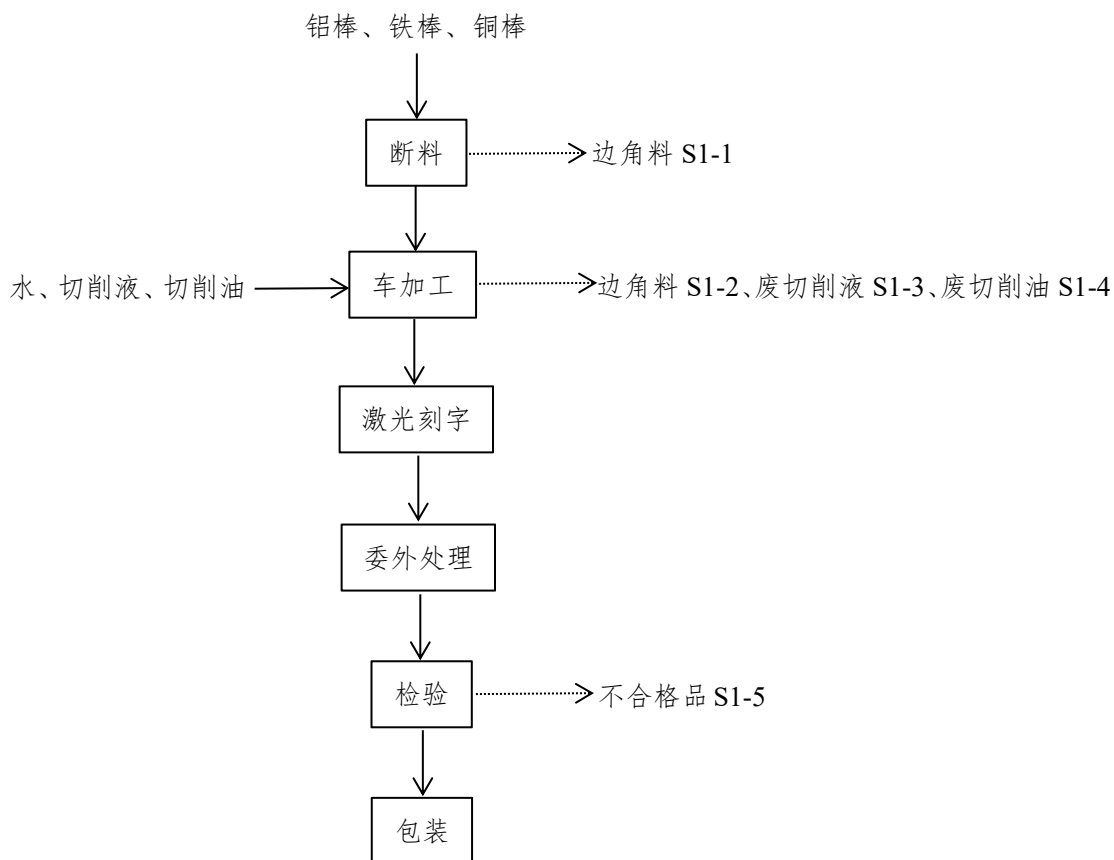 铝棒、铁棒、铜棒
断料
边角料 S1-1
水、切削液、切削油
车加工
边角料 S1-2、废切削液 S1-3、废切削油 S1-4
激光刻字
委外处理
检验
不合格品 S1-5
包装